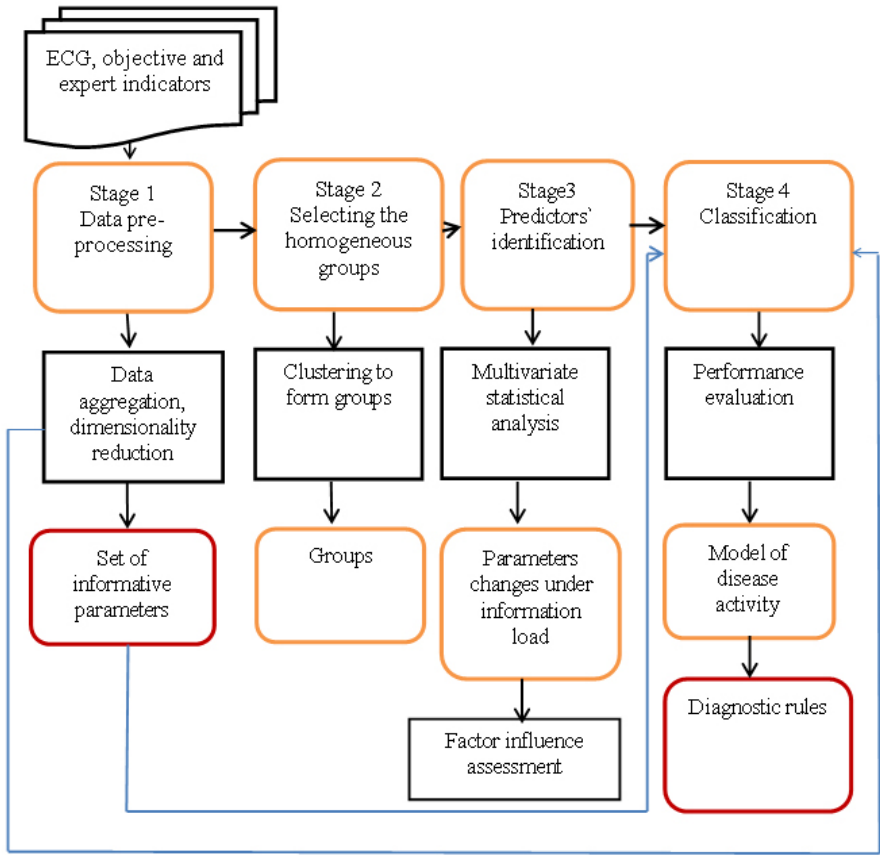 ECG, objective and
expert indicators
Stage 1
Data pre-
processing
Stage 2
Selecting the
homogeneous
groups
Stage3
Predictors`
identification
Stage 4
Classification
Data
aggregation,
dimensionality
reduction
Clustering to
form groups
Multivariate
statistical
analysis
Performance
evaluation
Set of
informative
parameters
Groups
Parameters
changes under
information
load
Model of
disease
activity
Factor influence
assessment
Diagnostic rules